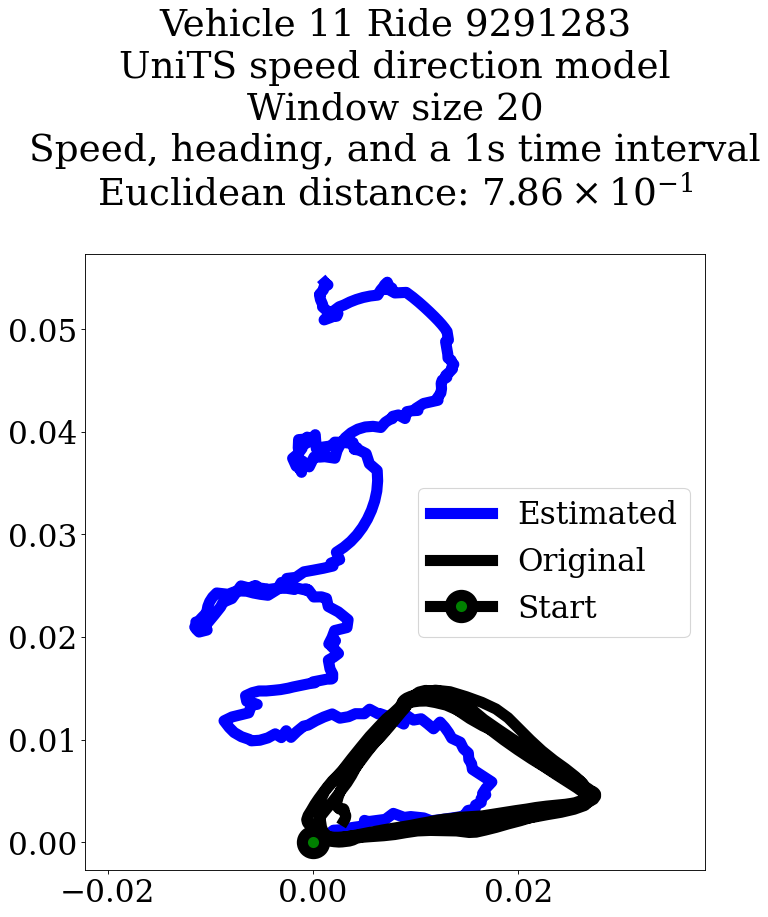 Vehicle 11 Ride 9291283
UniTS speed direction model
Window size 20
Speed, heading, and a 1s time interval
Euclidean distance: 7.86 × 10⁻¹
0.05
0.04
0.03
0.02
0.01
0.00
Estimated
Original
Start
−0.02 0.00 0.02